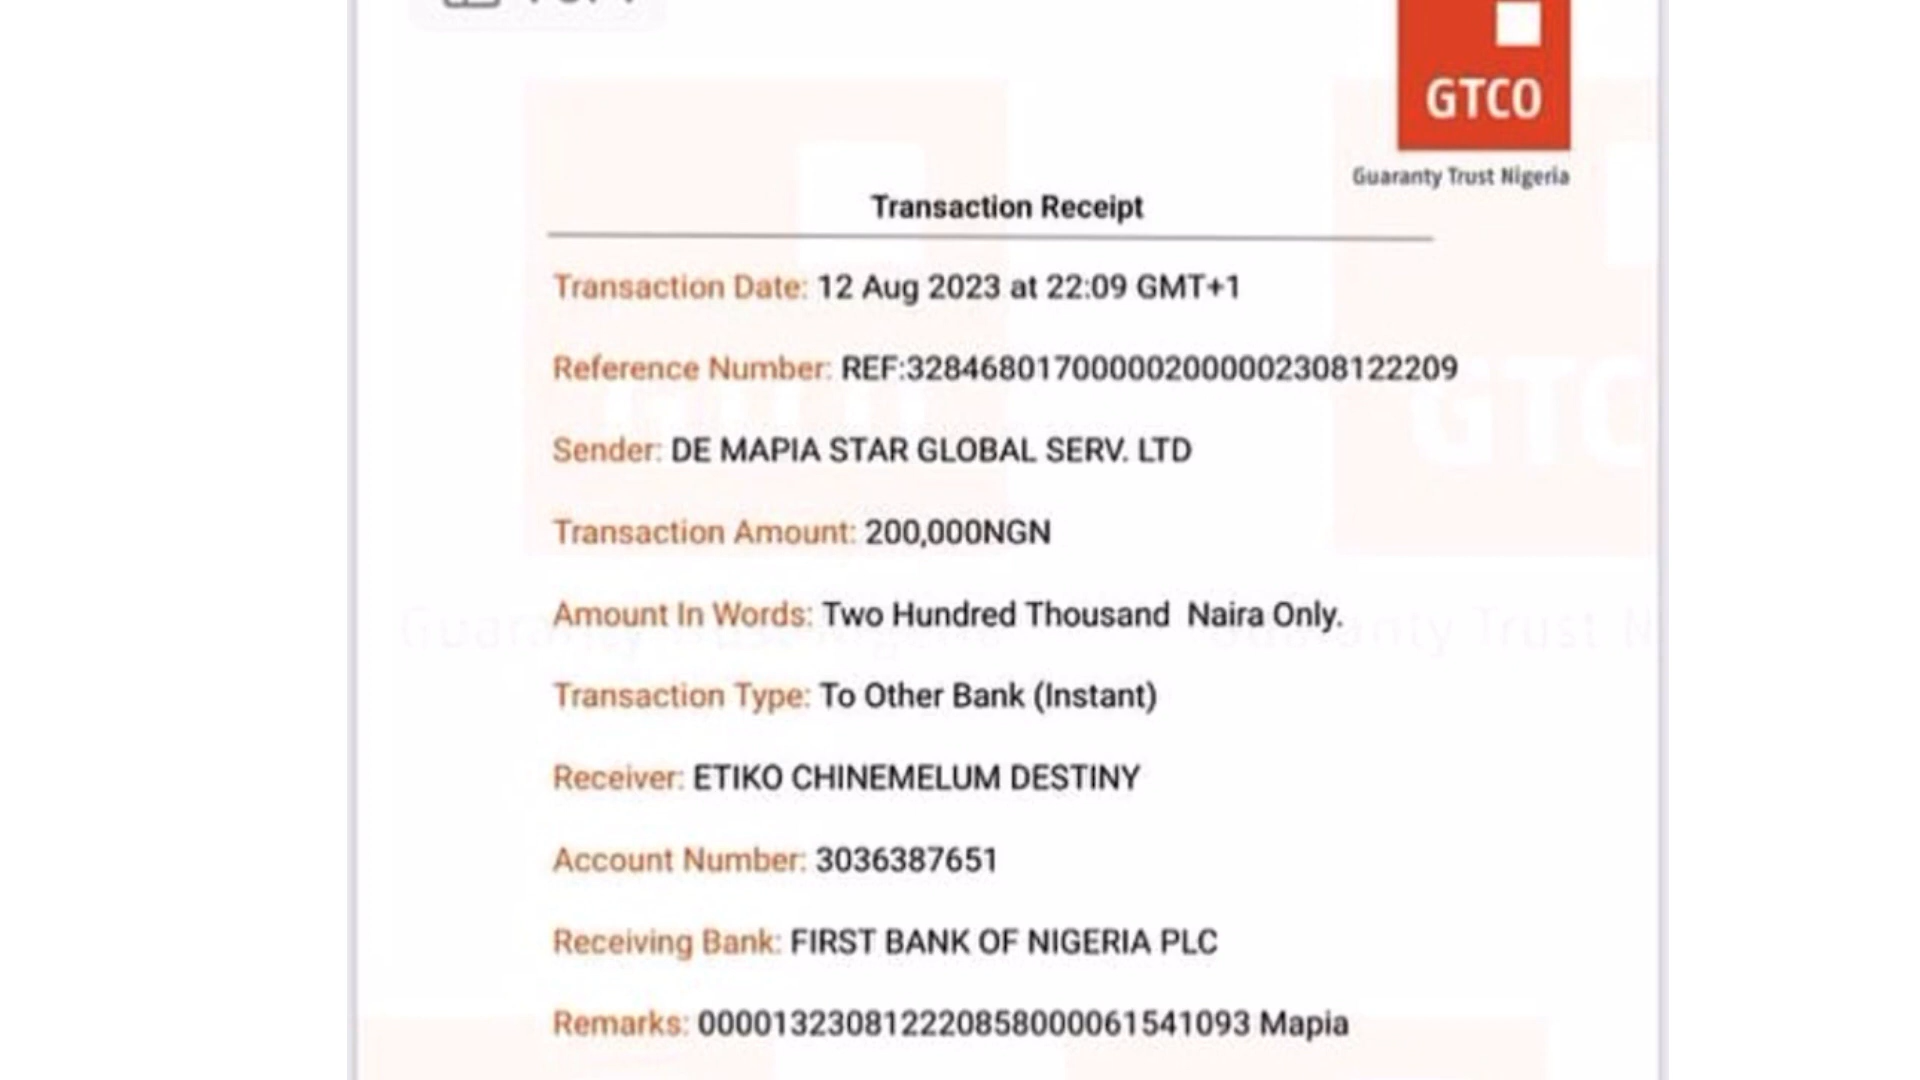 GTCO
Guaranty Trust Nigeria
Transaction Receipt
Transaction Date: 12 Aug 2023 at 22:09 GMT+1
Reference Number: REF:3284680170000020000002308122209
Sender: DE MAPIA STAR GLOBAL SERV. LTD
Transaction Amount: 200,000NGN
Amount In Words: Two Hundred Thousand  Naira Only.
Transaction Type: To Other Bank (Instant)
Receiver: ETIKO CHINEMELUM DESTINY
Account Number: 3036387651
Receiving Bank: FIRST BANK OF NIGERIA PLC
Remarks: 000013230812220858000061541093 Mapia